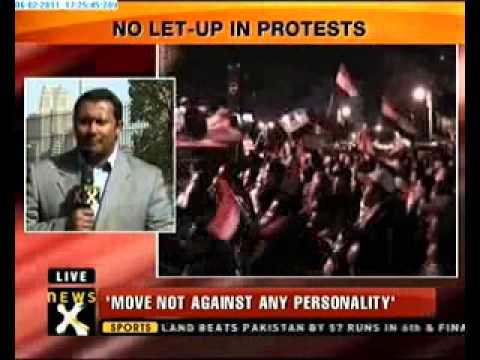 06-02-2011 17:25:45:20
NO LET-UP IN PROTESTS
X
LIVE
news
X
'MOVE NOT AGAINST ANY PERSONALITY'
SPORTS LAND BEATS PAKISTAN BY 57 RUNS IN 6th & FINA